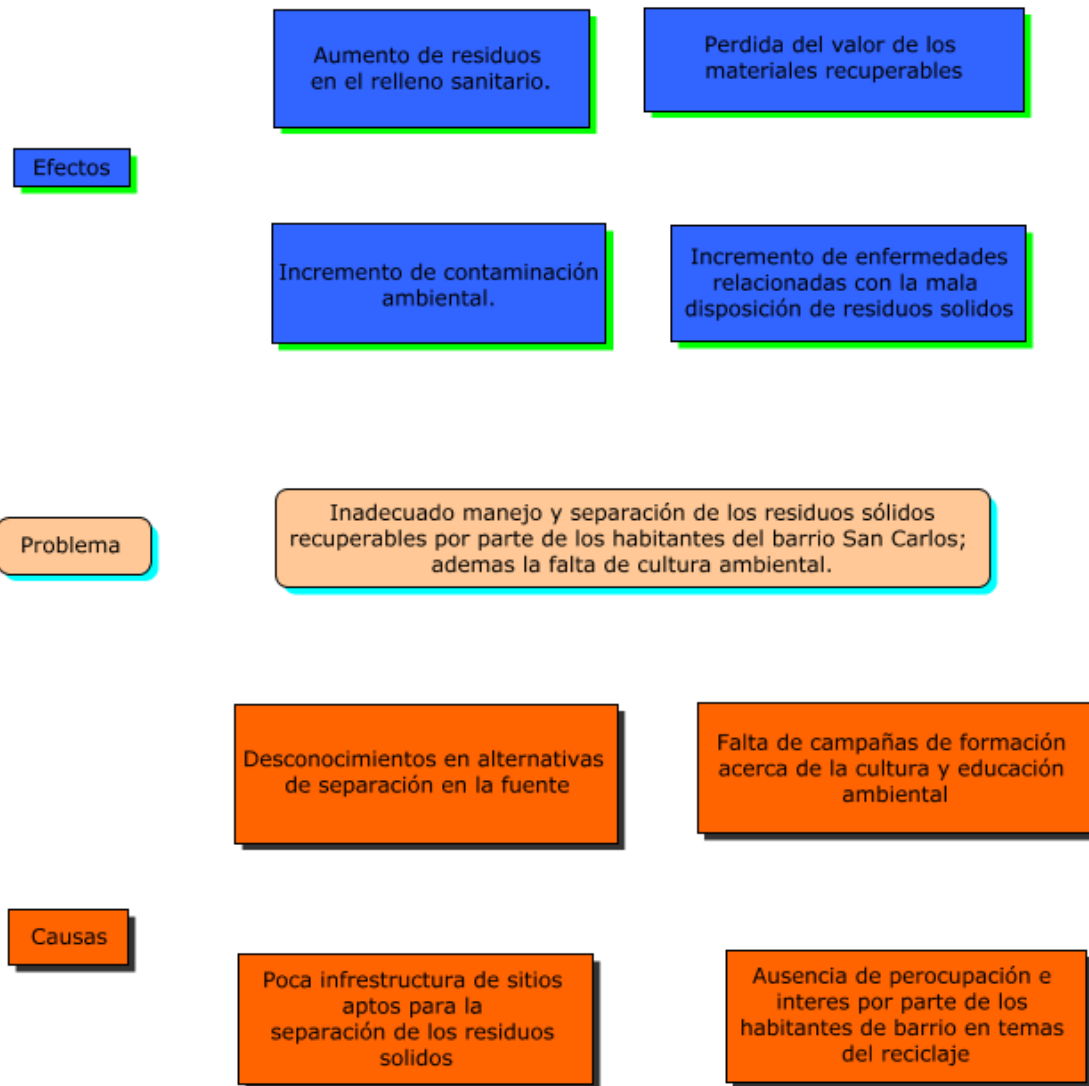 Aumento de residuos
en el relleno sanitario.
Perdida del valor de los
materiales recuperables
Efectos
Incremento de contaminación
ambiental.
Incremento de enfermedades
relacionadas con la mala
disposición de residuos solidos
Problema
Inadecuado manejo y separación de los residuos sólidos
recuperables por parte de los habitantes del barrio San Carlos;
ademas la falta de cultura ambiental.
Desconocimientos en alternativas
de separación en la fuente
Falta de campañas de formación
acerca de la cultura y educación
ambiental
Causas
Poca infrestructura de sitios
aptos para la
separación de los residuos
solidos
Ausencia de perocupación e
interes por parte de los
habitantes de barrio en temas
del reciclaje